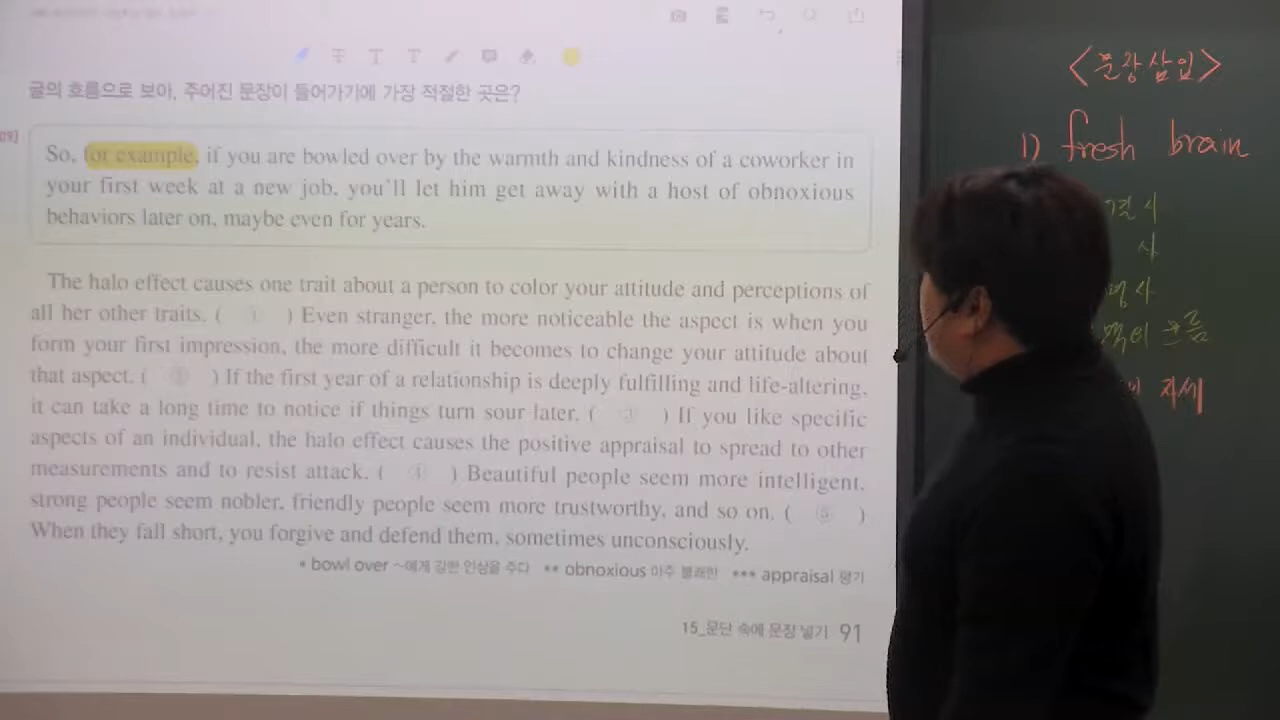 글의 흐름으로 보아, 주어진 문장이 들어가기에 가장 적절한 곳은?
09)
So, for example, if you are bowled over by the warmth and kindness of a coworker in
your first week at a new job, you'll let him get away with a host of obnoxious
behaviors later on, maybe even for years.
The halo effect causes one trait about a person to color your attitude and perceptions of
all her other traits. ( ① ) Even stranger, the more noticeable the aspect is when you
form your first impression, the more difficult it becomes to change your attitude about
that aspect. ( ② ) If the first year of a relationship is deeply fulfilling and life-altering,
it can take a long time to notice if things turn sour later. ( ③ ) If you like specific
aspects of an individual, the halo effect causes the positive appraisal to spread to other
measurements and to resist attack. ( ④ ) Beautiful people seem more intelligent,
strong people seem nobler, friendly people seem more trustworthy, and so on. ( ⑤ )
When they fall short, you forgive and defend them, sometimes unconsciously.
* bowl over ~에게 강한 인상을 주다 ** obnoxious 아주 불쾌한 *** appraisal 평가
15_문단 속에 문장 넣기 91
<문장삽입>
1) fresh brain
사
명사
흐름
자세